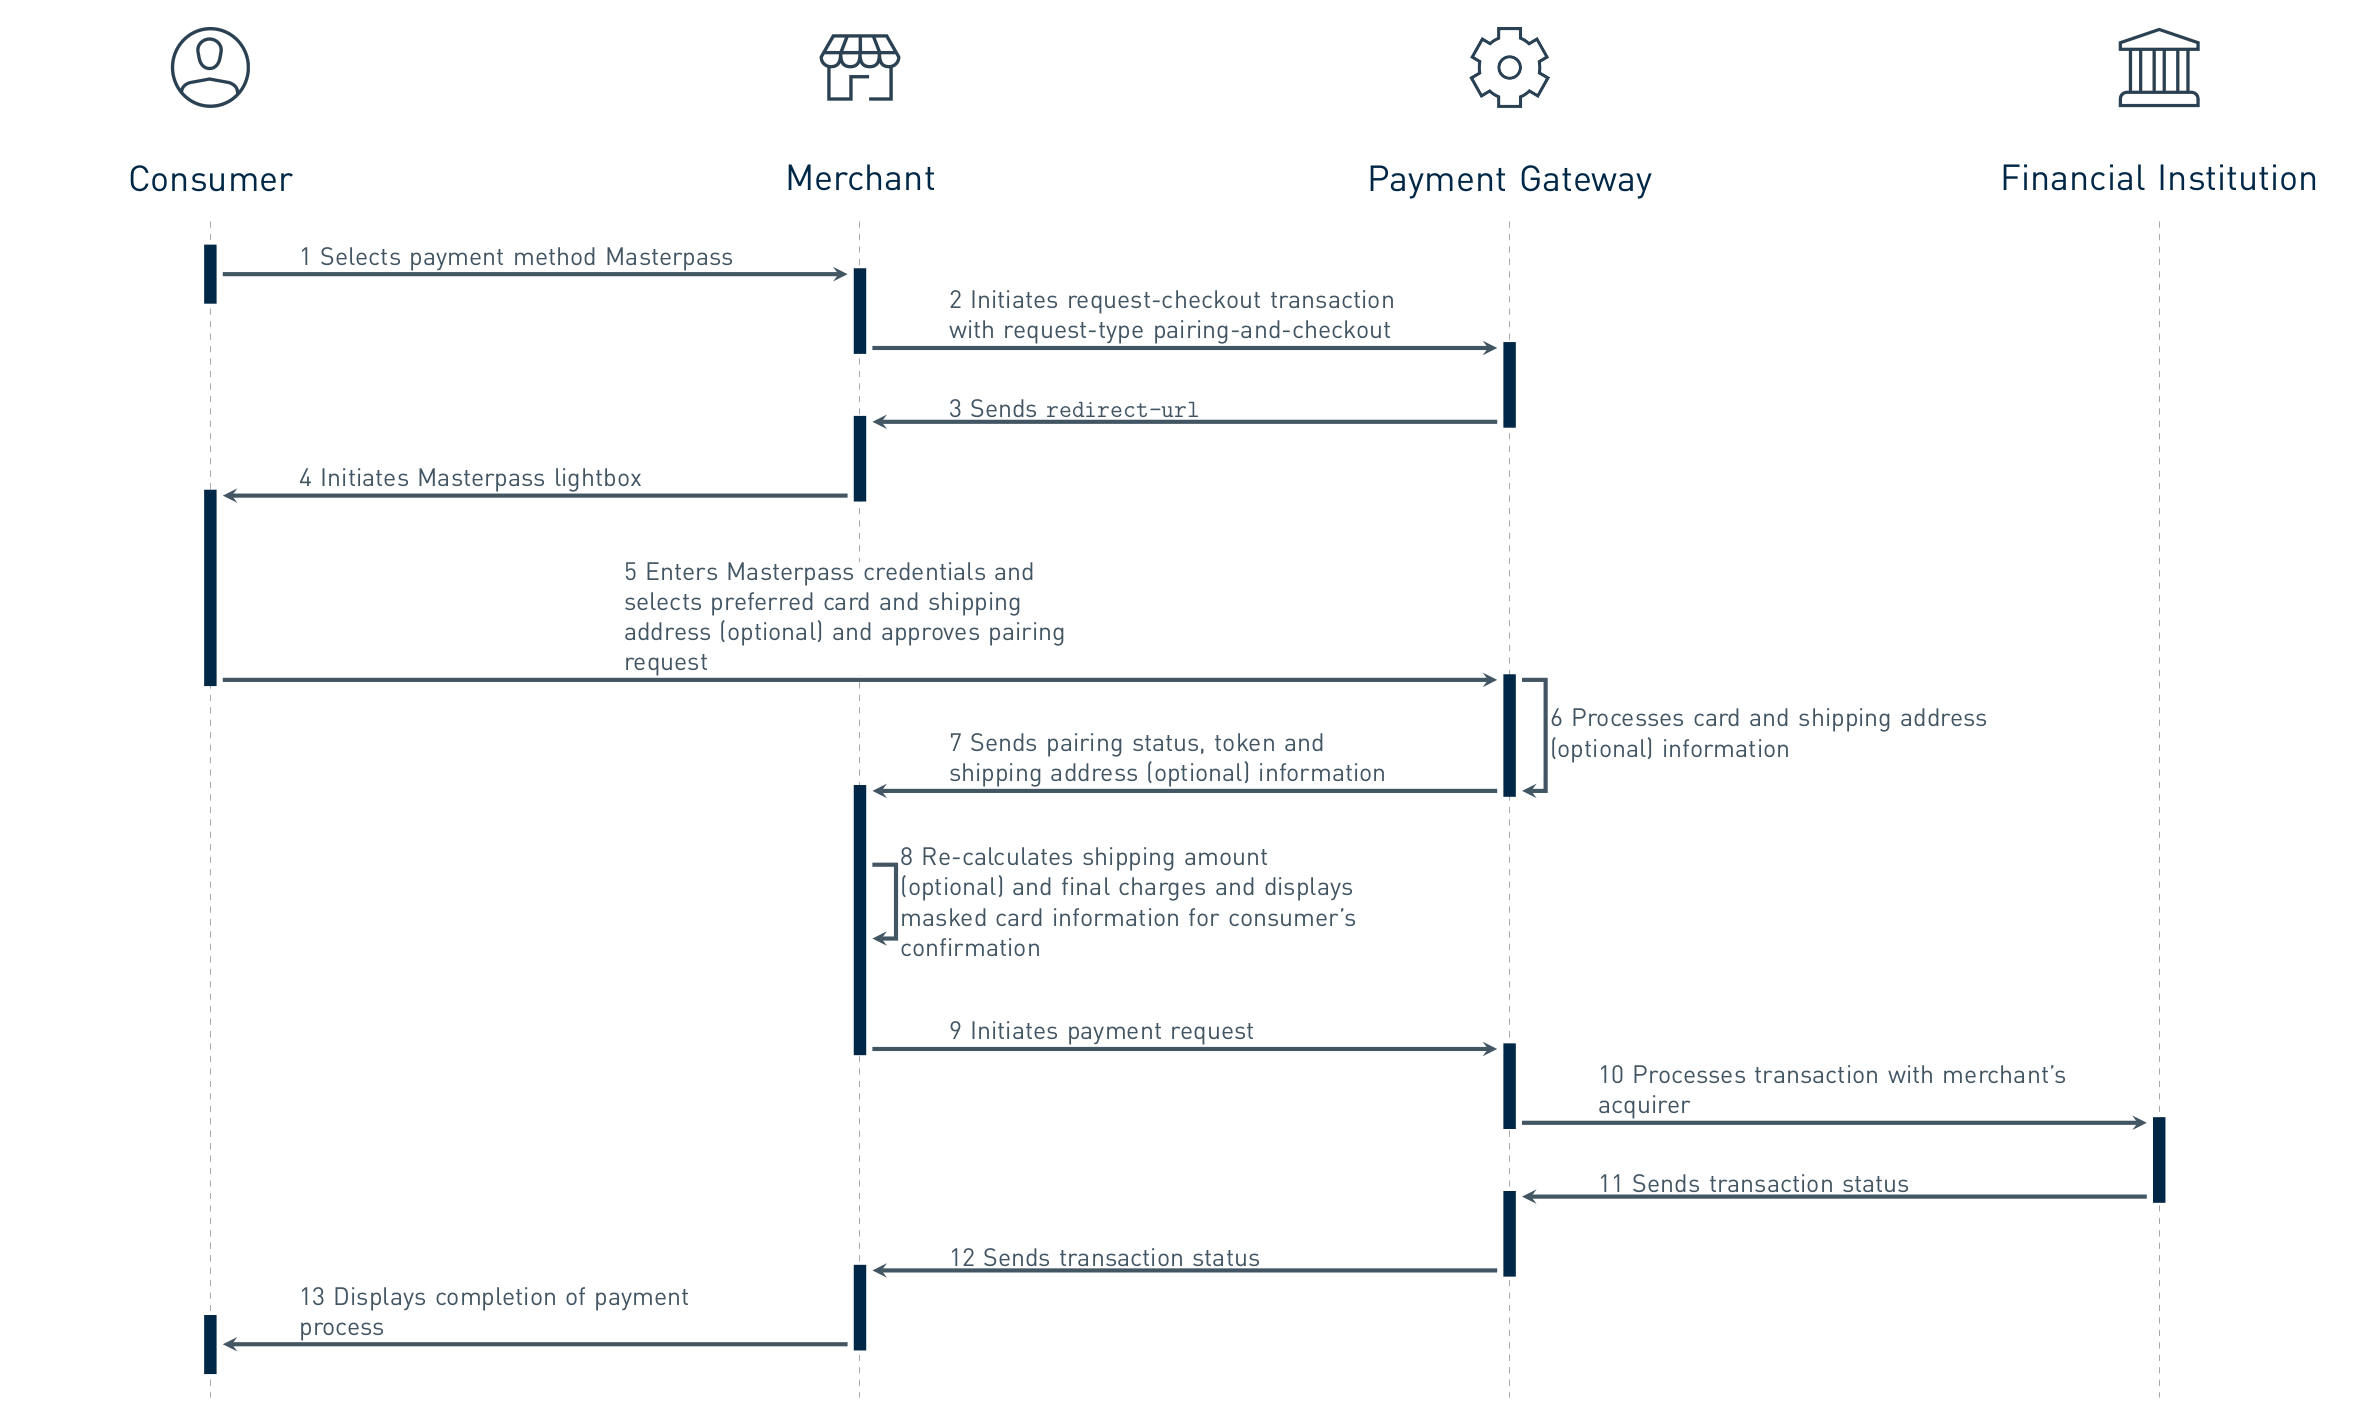 Consumer
Merchant
Payment Gateway
Financial Institution
1 Selects payment method Masterpass
2 Initiates request-checkout transaction
with request-type pairing-and-checkout
3 Sends redirect-url
4 Initiates Masterpass lightbox
5 Enters Masterpass credentials and
selects preferred card and shipping
address (optional) and approves pairing
request
6 Processes card and shipping address
(optional) information
7 Sends pairing status, token and
shipping address (optional) information
8 Re-calculates shipping amount
(optional) and final charges and displays
masked card information for consumer’s
confirmation
9 Initiates payment request
10 Processes transaction with merchant’s
acquirer
11 Sends transaction status
12 Sends transaction status
13 Displays completion of payment
process